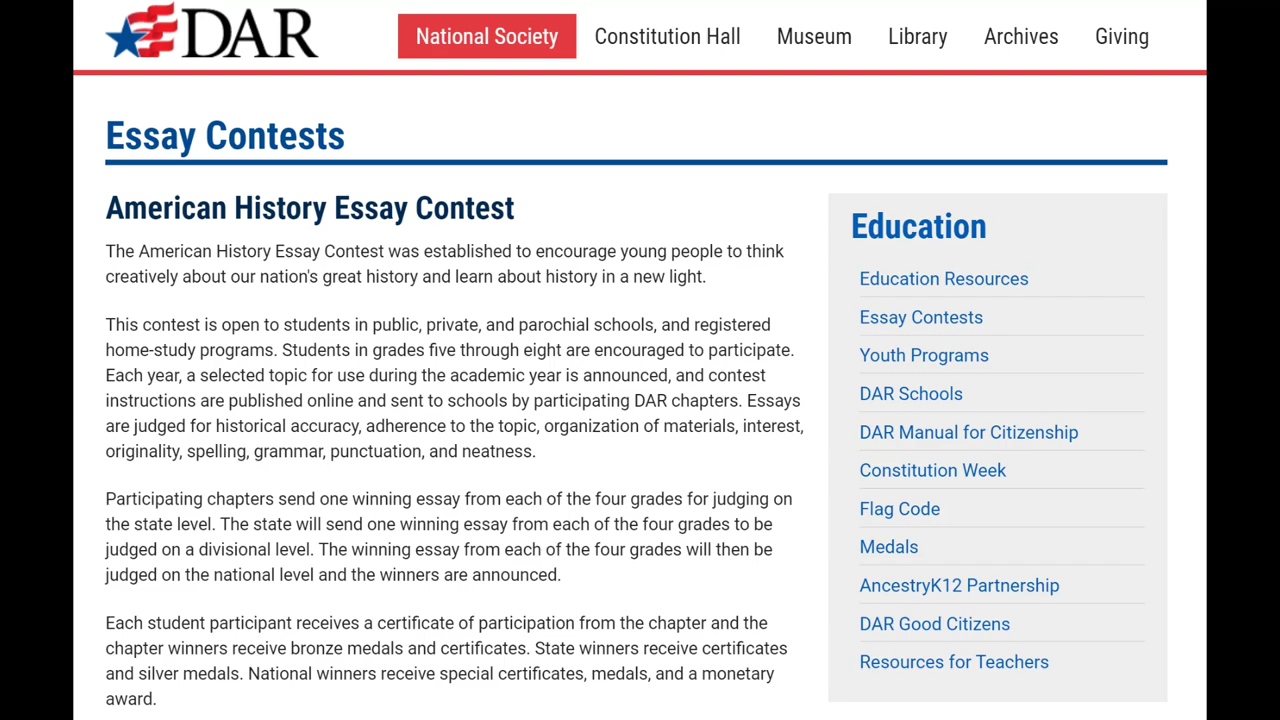 DAR
National Society
Constitution Hall
Museum
Library
Archives
Giving
Essay Contests
American History Essay Contest
The American History Essay Contest was established to encourage young people to think
creatively about our nation's great history and learn about history in a new light.
This contest is open to students in public, private, and parochial schools, and registered
home-study programs. Students in grades five through eight are encouraged to participate.
Each year, a selected topic for use during the academic year is announced, and contest
instructions are published online and sent to schools by participating DAR chapters. Essays
are judged for historical accuracy, adherence to the topic, organization of materials, interest,
originality, spelling, grammar, punctuation, and neatness.
Participating chapters send one winning essay from each of the four grades for judging on
the state level. The state will send one winning essay from each of the four grades to be
judged on a divisional level. The winning essay from each of the four grades will then be
judged on the national level and the winners are announced.
Each student participant receives a certificate of participation from the chapter and the
chapter winners receive bronze medals and certificates. State winners receive certificates
and silver medals. National winners receive special certificates, medals, and a monetary
award.
Education
Education Resources
Essay Contests
Youth Programs
DAR Schools
DAR Manual for Citizenship
Constitution Week
Flag Code
Medals
AncestryK12 Partnership
DAR Good Citizens
Resources for Teachers